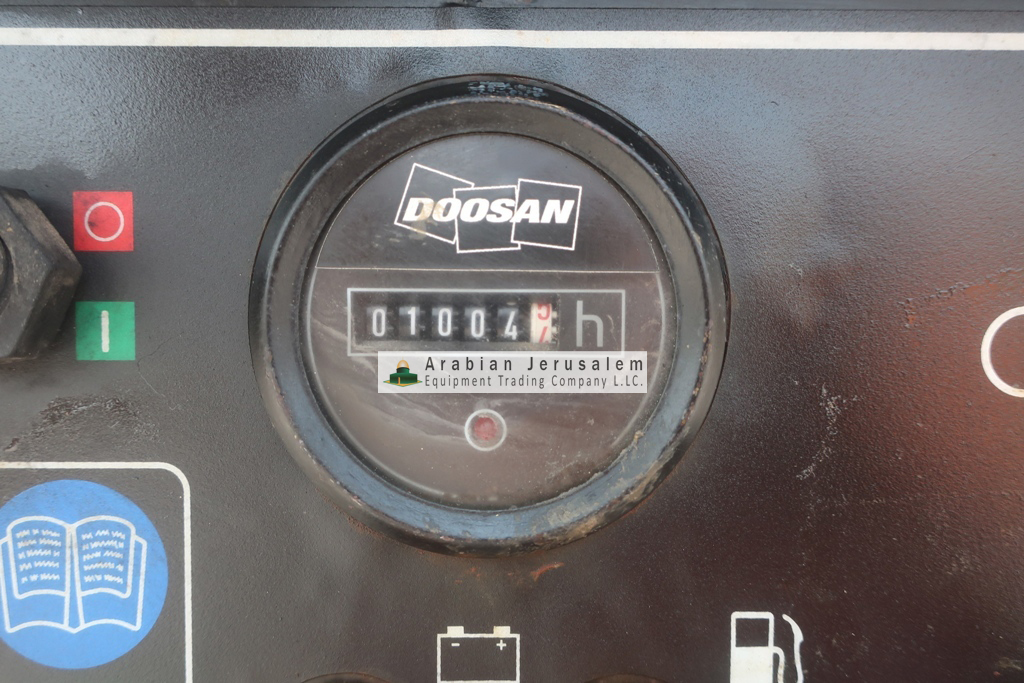 DOOSAN
01004 h
Arabian Jerusalem
Equipment Trading Company L.L.C.
- +